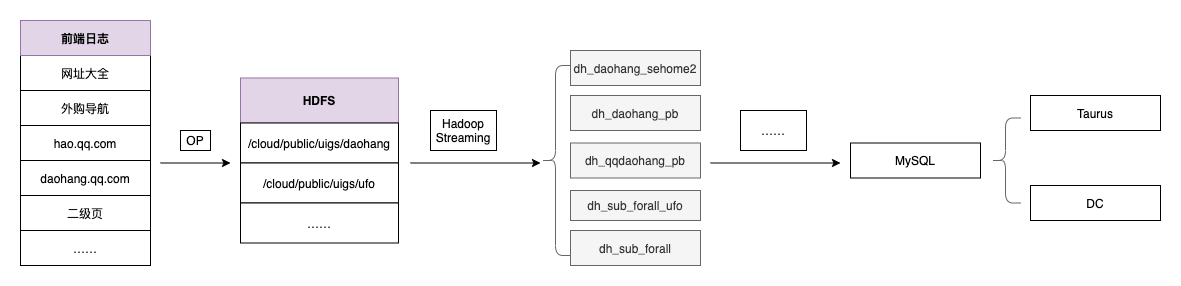 前端日志
网址大全
外购导航
hao.qq.com
daohang.qq.com
二级页
……
OP
HDFS
/cloud/public/uigs/daohang
/cloud/public/uigs/ufo
……
Hadoop
Streaming
dh_daohang_sehome2
dh_daohang_pb
dh_qqdaohang_pb
dh_sub_forall_ufo
dh_sub_forall
……
MySQL
Taurus
DC